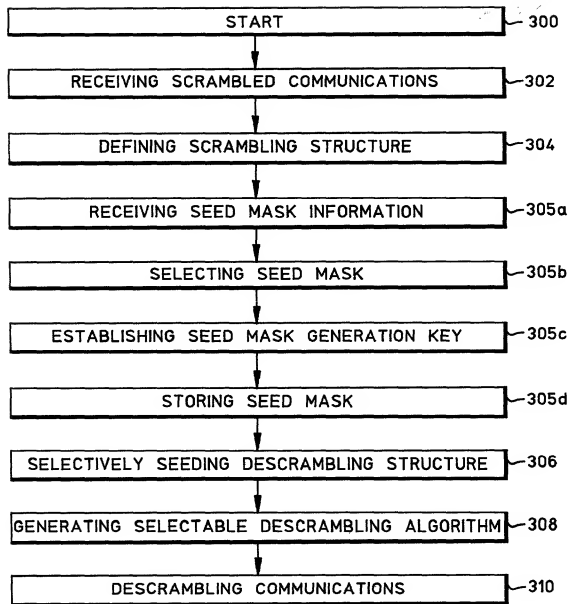 START 300
RECEIVING SCRAMBLED COMMUNICATIONS 302
DEFINING SCRAMBLING STRUCTURE 304
RECEIVING SEED MASK INFORMATION 305a
SELECTING SEED MASK 305b
ESTABLISHING SEED MASK GENERATION KEY 305c
STORING SEED MASK 305d
SELECTIVELY SEEDING DESCRAMBLING STRUCTURE 306
GENERATING SELECTABLE DESCRAMBLING ALGORITHM 308
DESCRAMBLING COMMUNICATIONS 310